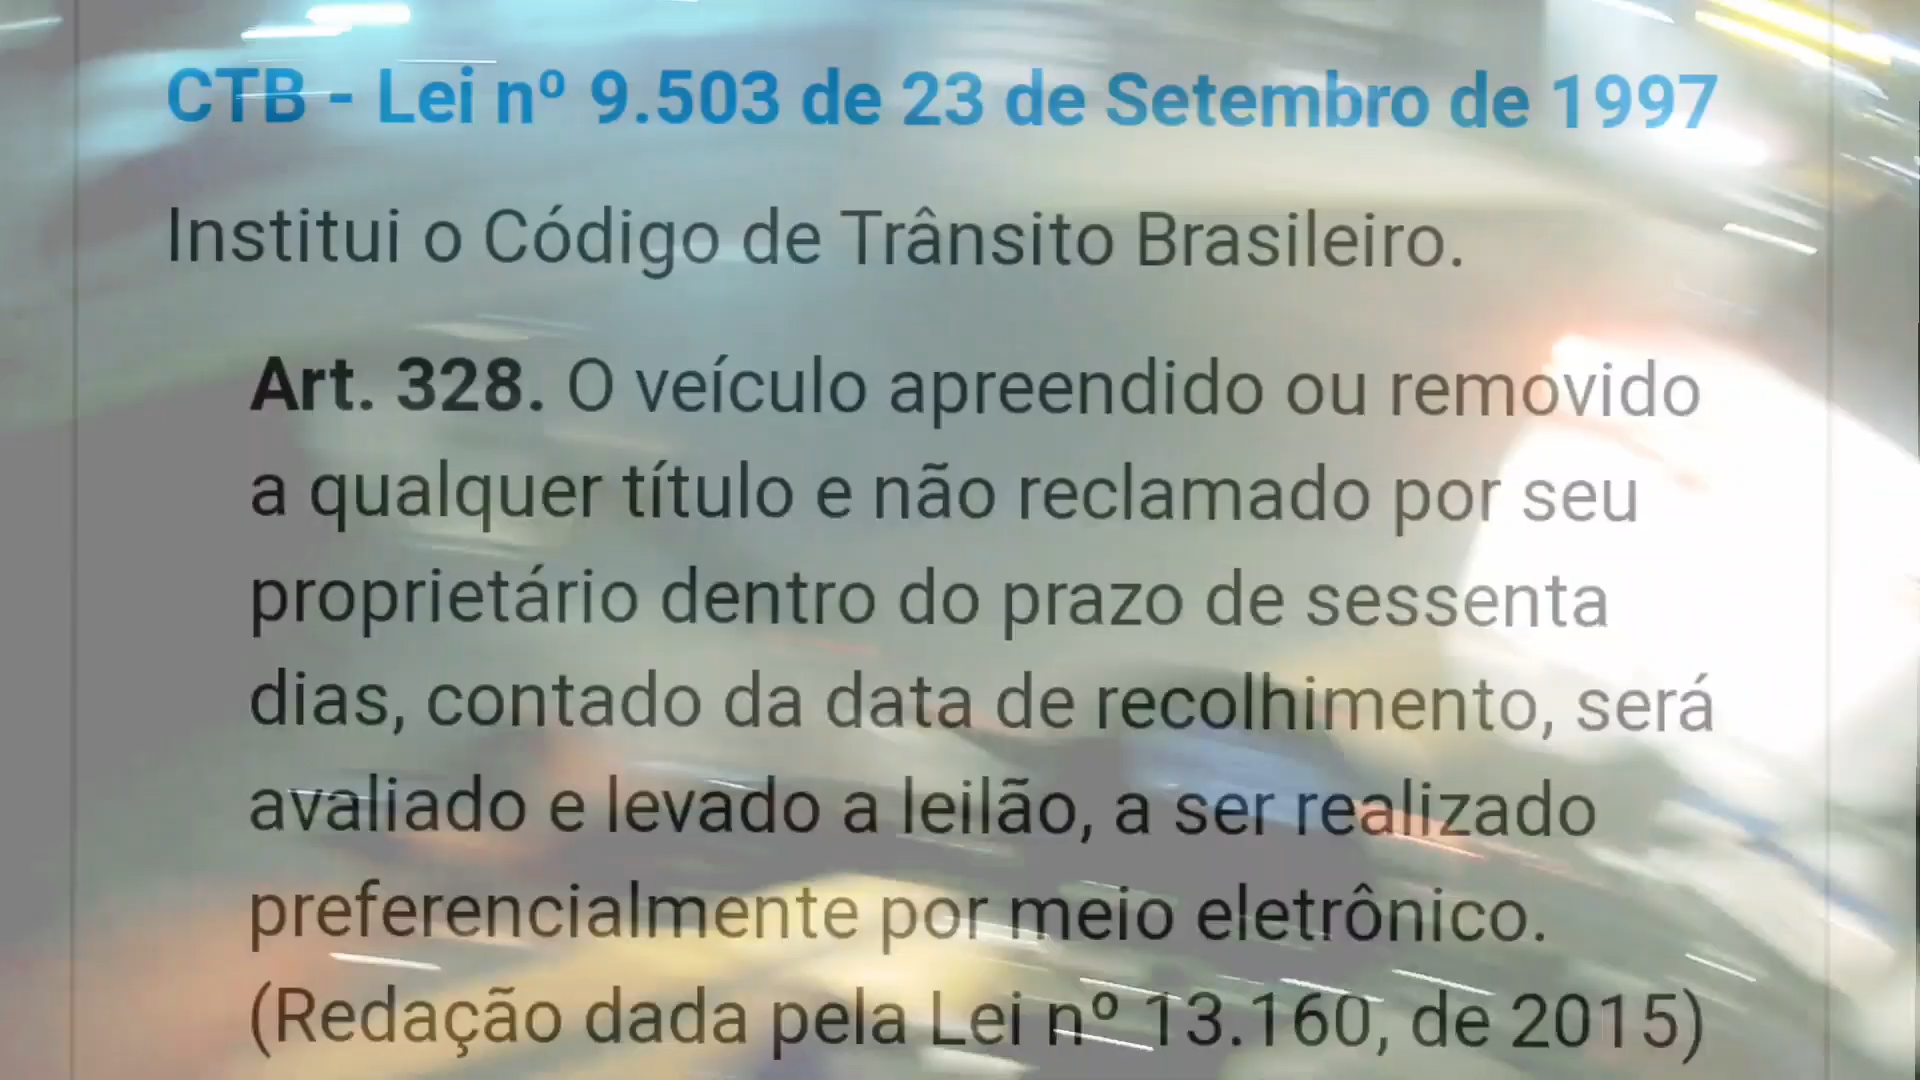 CTB - Lei nº 9.503 de 23 de Setembro de 1997
Institui o Código de Trânsito Brasileiro.
Art. 328. O veículo apreendido ou removido
a qualquer título e não reclamado por seu
proprietário dentro do prazo de sessenta
dias, contado da data de recolhimento, será
avaliado e levado a leilão, a ser realizado
preferencialmente por meio eletrônico.
(Redação dada pela Lei nº 13.160, de 2015)